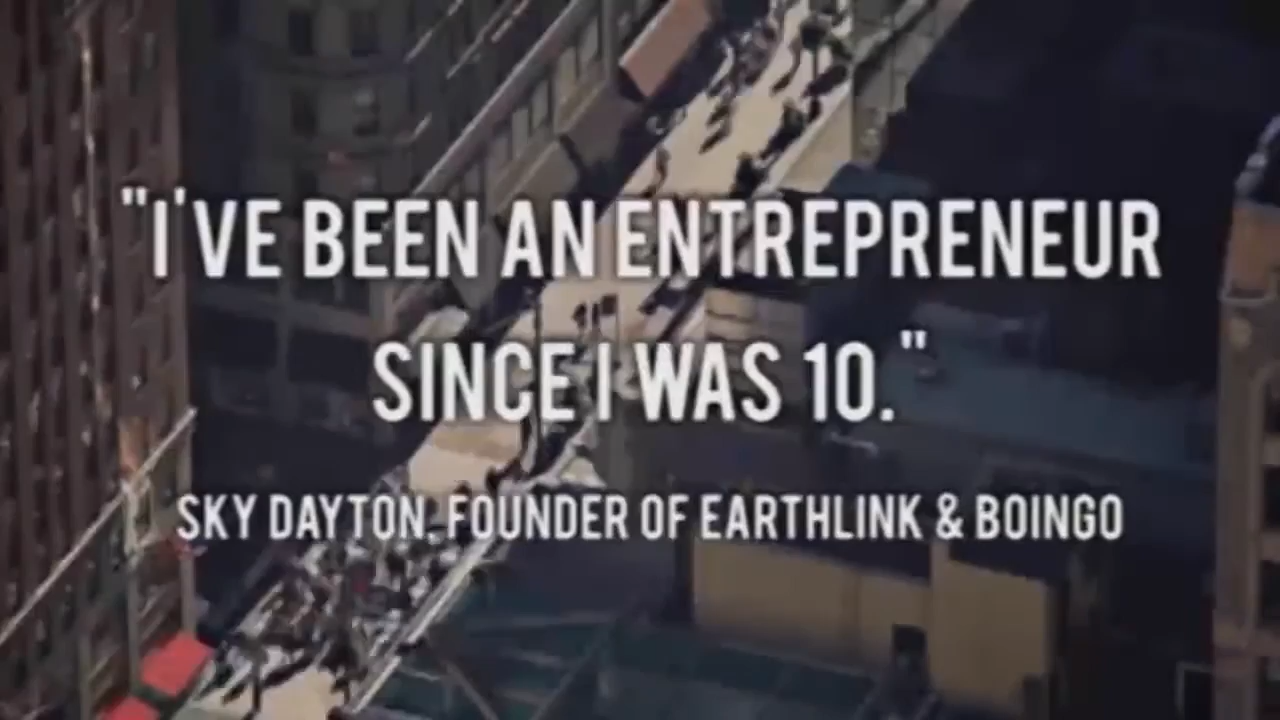 "I'VE BEEN AN ENTREPRENEUR
SINCE I WAS 10."
SKY DAYTON, FOUNDER OF EARTHLINK & BOINGO